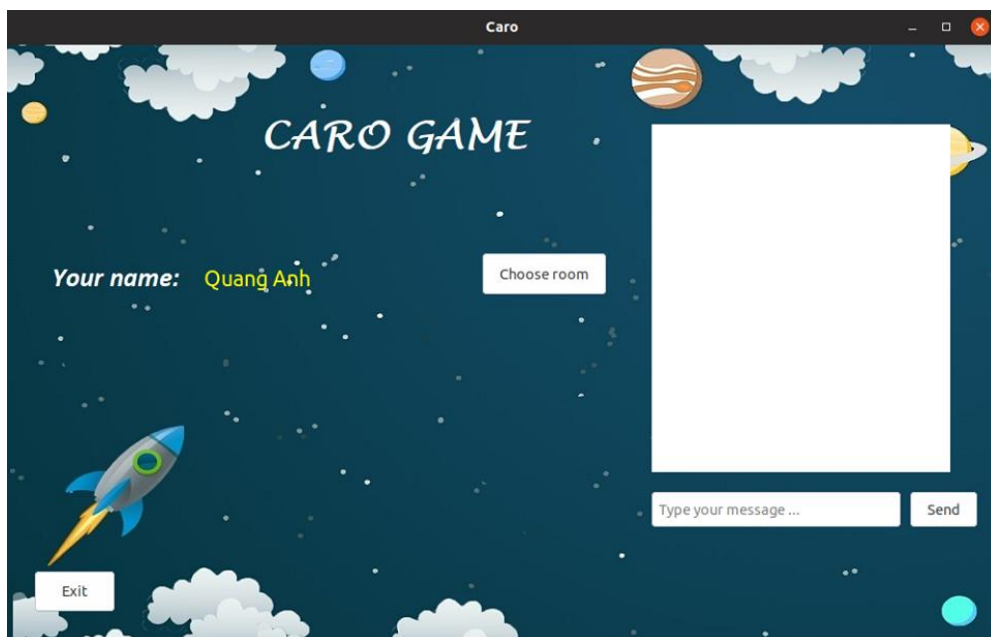 Caro
CARO GAME
Your name: Quang Anh
Choose room
Type your message ...
Send
Exit